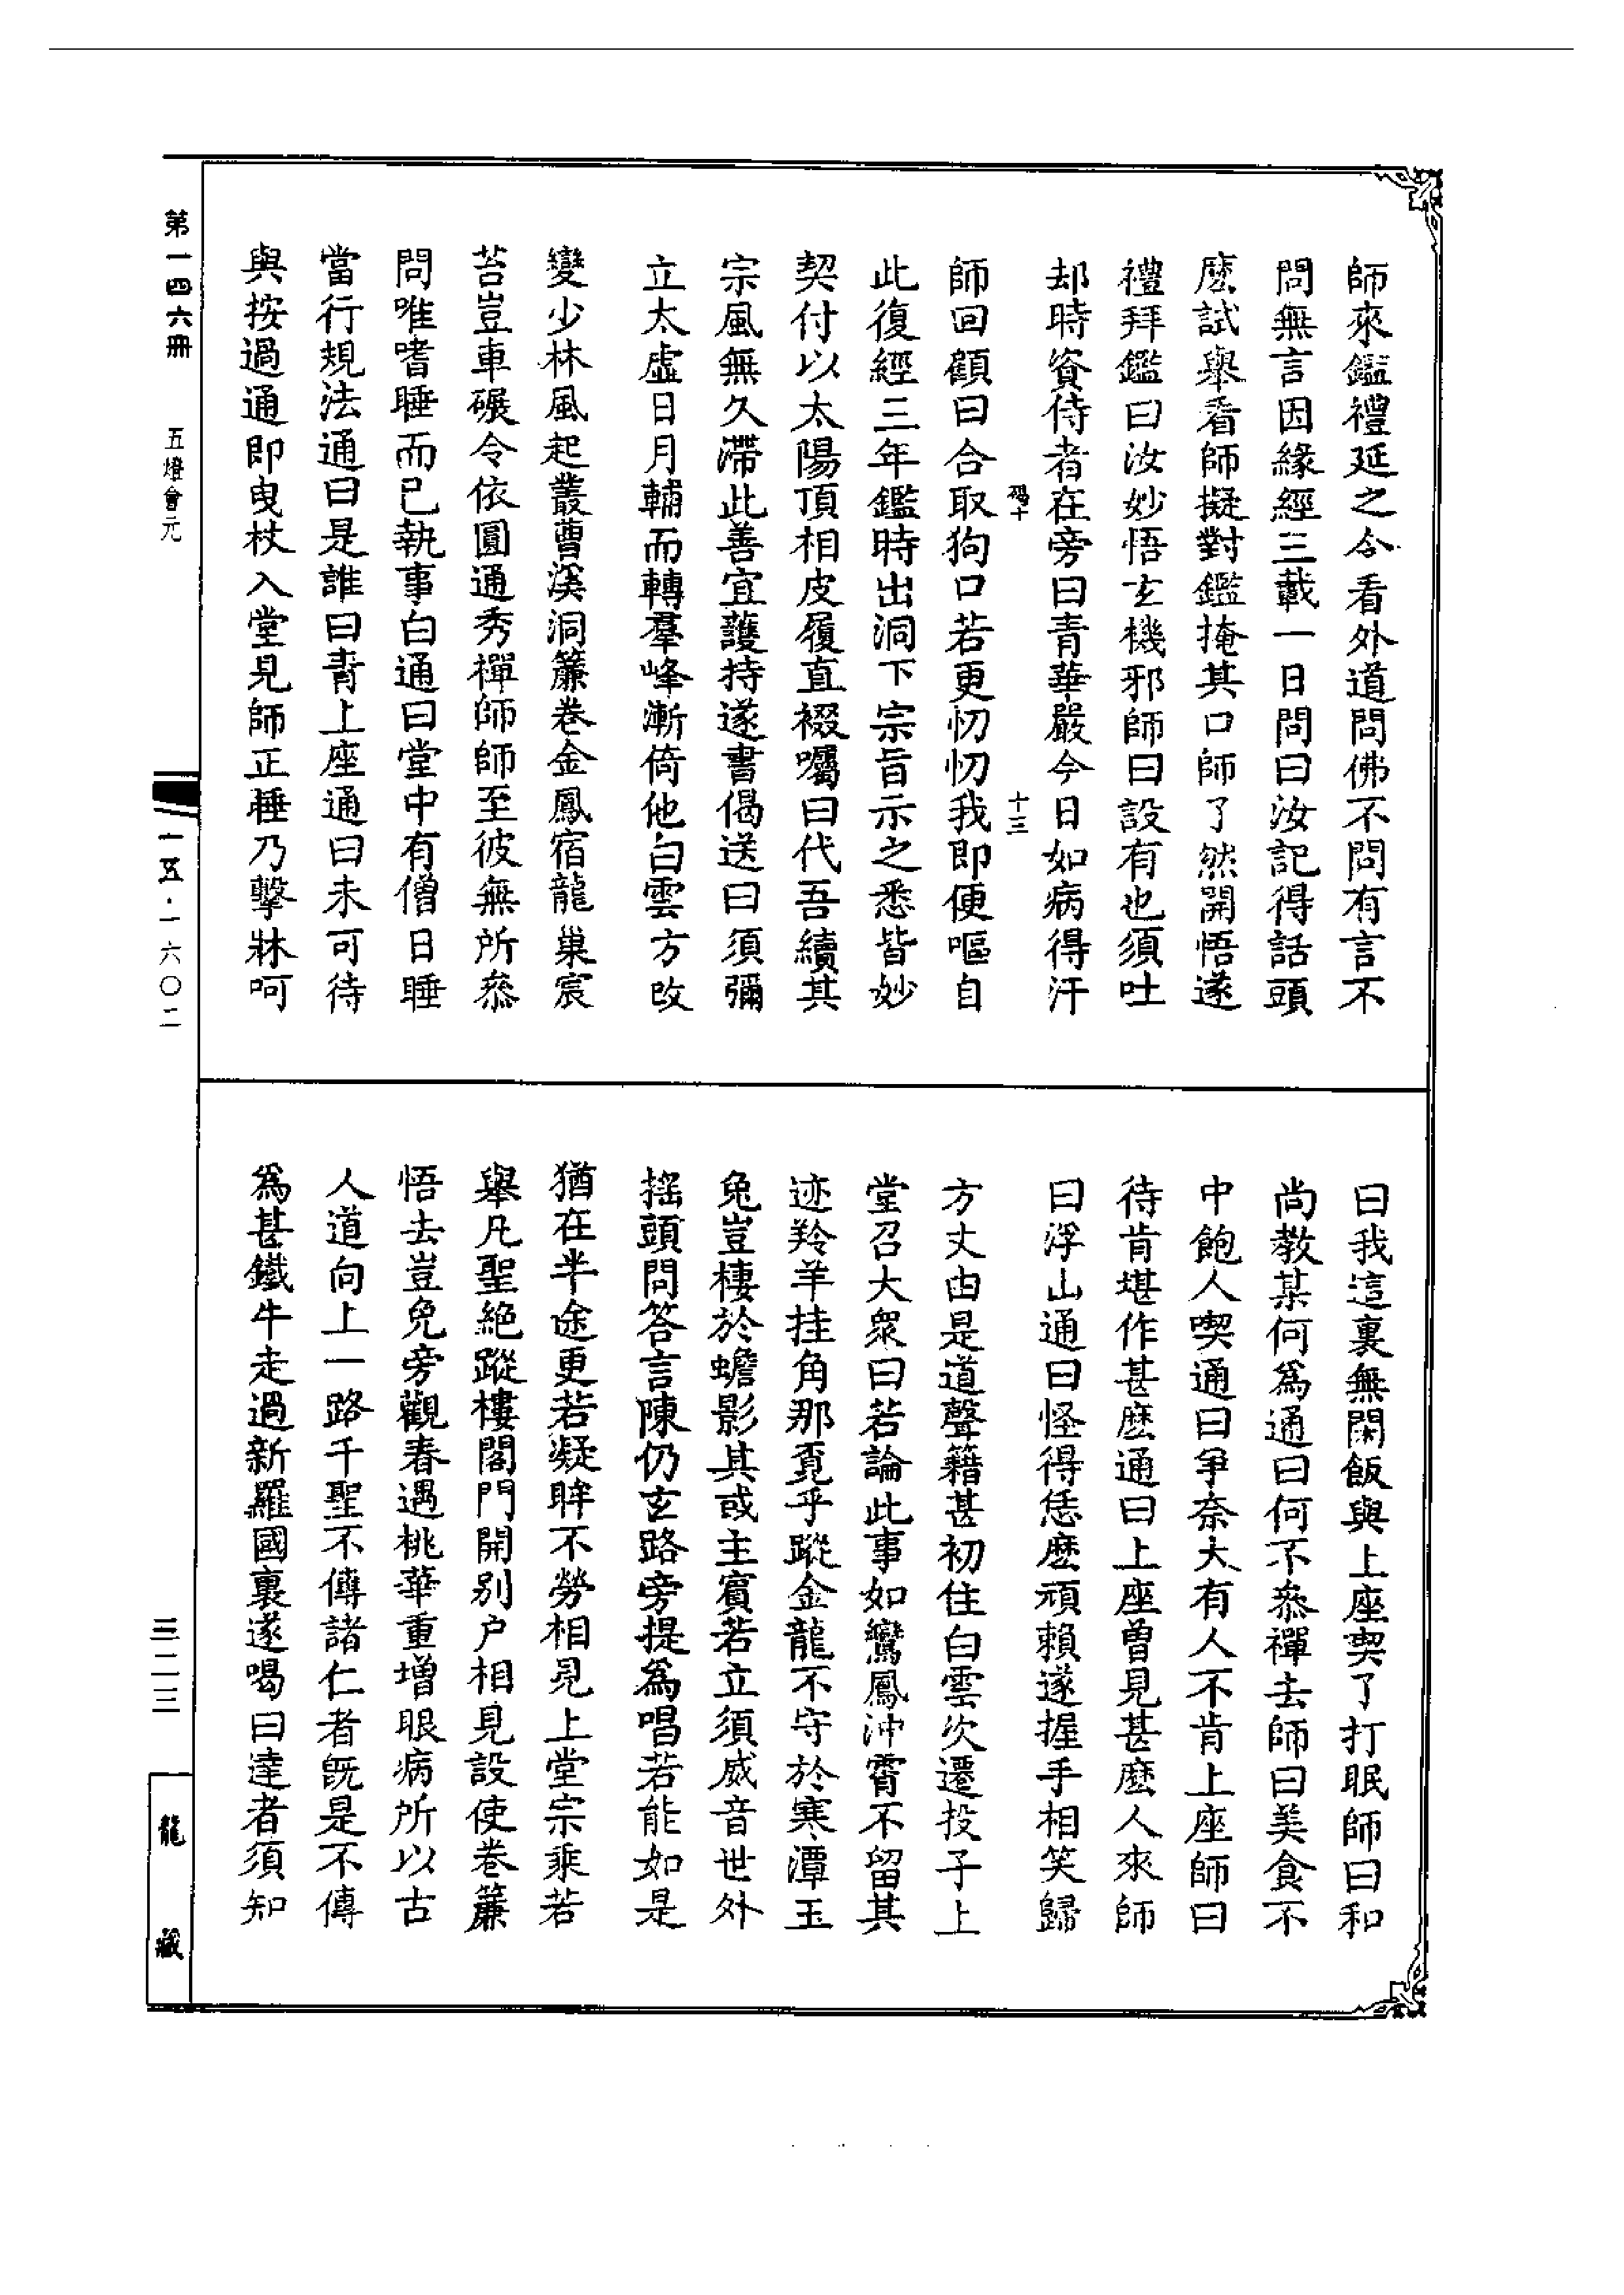 師來鑑禮延之令看外道問佛不問有言不
問無言因緣經三載一日問曰汝記得話頭
麽試舉看師擬對鑑掩其口師了然開悟遂
禮拜鑑曰汝妙悟玄機邪師曰設有也須吐
却時資侍者在旁曰青華嚴今日如病得汗
十三
師回顧曰合取狗口若更忉忉我即便嘔自
此復經三年鑑時出洞下宗旨示之悉皆妙
契付以太陽頂相皮履直裰囑曰代吾續其
宗風無久滯此善宜護持遂書偈送曰須彌
立太虛日月輔而轉羣峰漸倚他白雲方改
變少林風起叢曹溪洞簾卷金鳳宿龍巢宸
苔豈車碾令依圓通秀禪師師至彼無所叅
問唯嗜睡而已執事白通曰堂中有僧日睡
當行規法通曰是誰曰青上座通曰未可待
與按過通即曳杖入堂見師正睡乃擊牀呵
曰我這裏無閑飯與上座喫了打眠師曰和
尚教某何爲通曰何不叅禪去師曰美食不
中飽人喫通曰爭奈大有人不肯上座師曰
待肯堪作甚麽通曰上座曾見甚麽人來師
曰浮山通曰怪得恁麽頑賴遂握手相笑歸
方丈由是道聲籍甚初住白雲次遷投子上
堂召大衆曰若論此事如鸞鳳沖霄不留其
迹羚羊挂角那覔乎蹤金龍不守於寒潭玉
兔豈棲於蟾影其或主賓若立須威音世外
搖頭問答言陳仍玄路旁提爲唱若能如是
猶在半途更若凝眸不勞相見上堂宗乘若
舉凡聖絕蹤樓閣門開別户相見設使卷簾
悟去豈免旁觀春遇桃華重增眼病所以古
人道向上一路千聖不傳諸仁者旣是不傳
爲甚鐵牛走過新羅國裏遂喝曰達者須知
第一四六冊
五燈會元
一五·一六〇二
三二三
龍藏